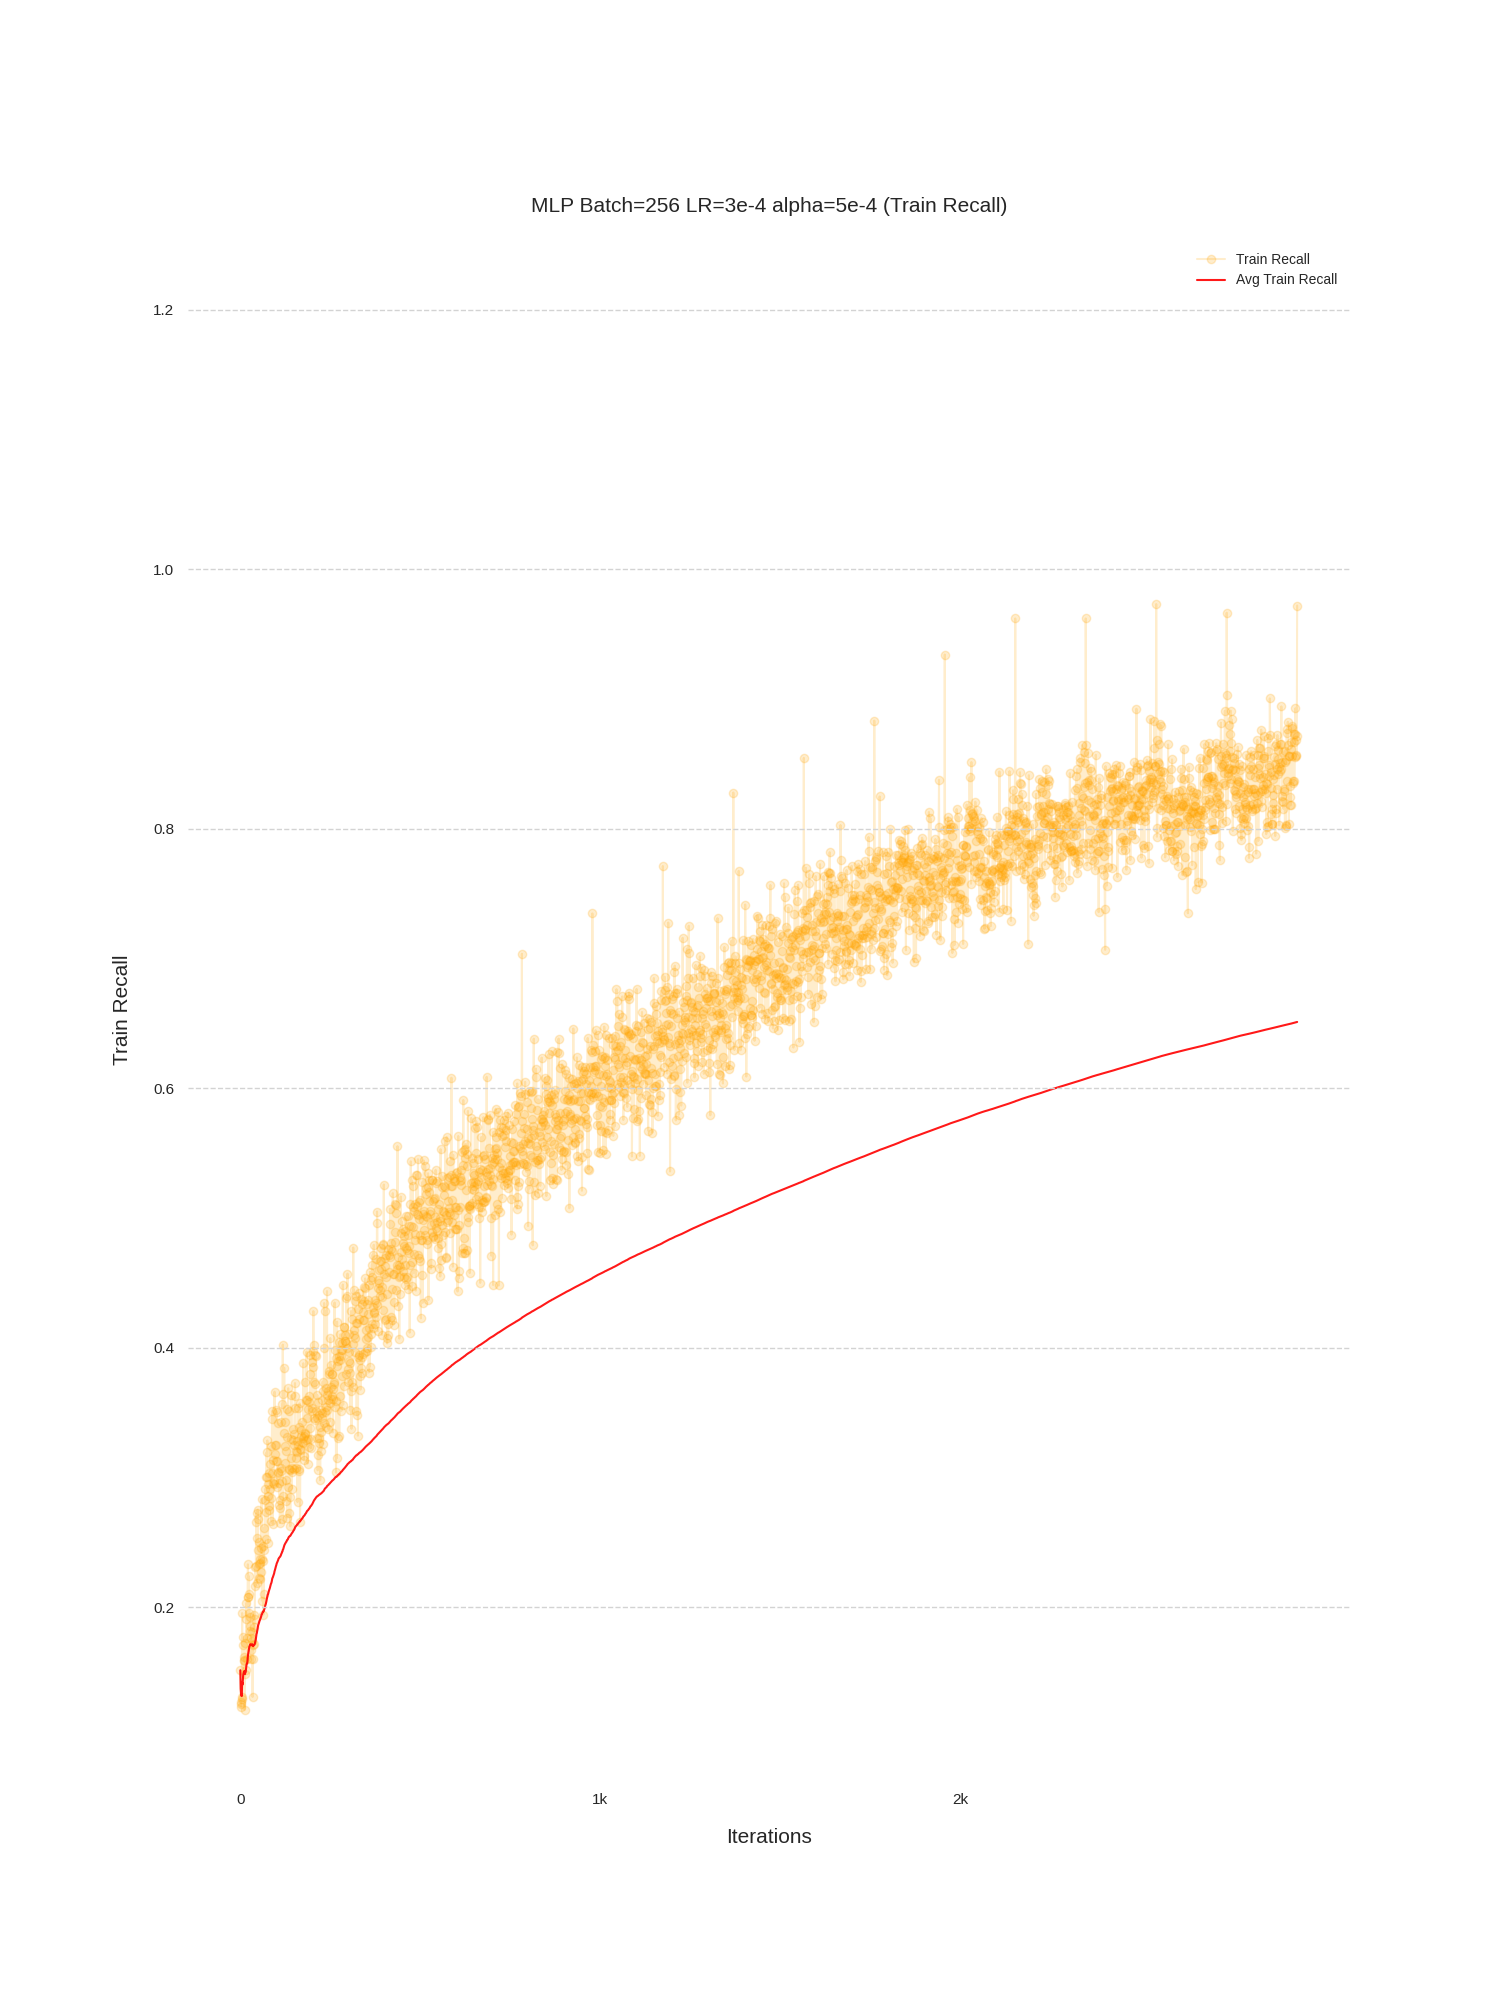 MLP Batch=256 LR=3e-4 alpha=5e-4 (Train Recall)
Train Recall
Avg Train Recall
1.2
1.0
0.8
0.6
0.4
0.2
Train Recall
0 1k 2k
Iterations